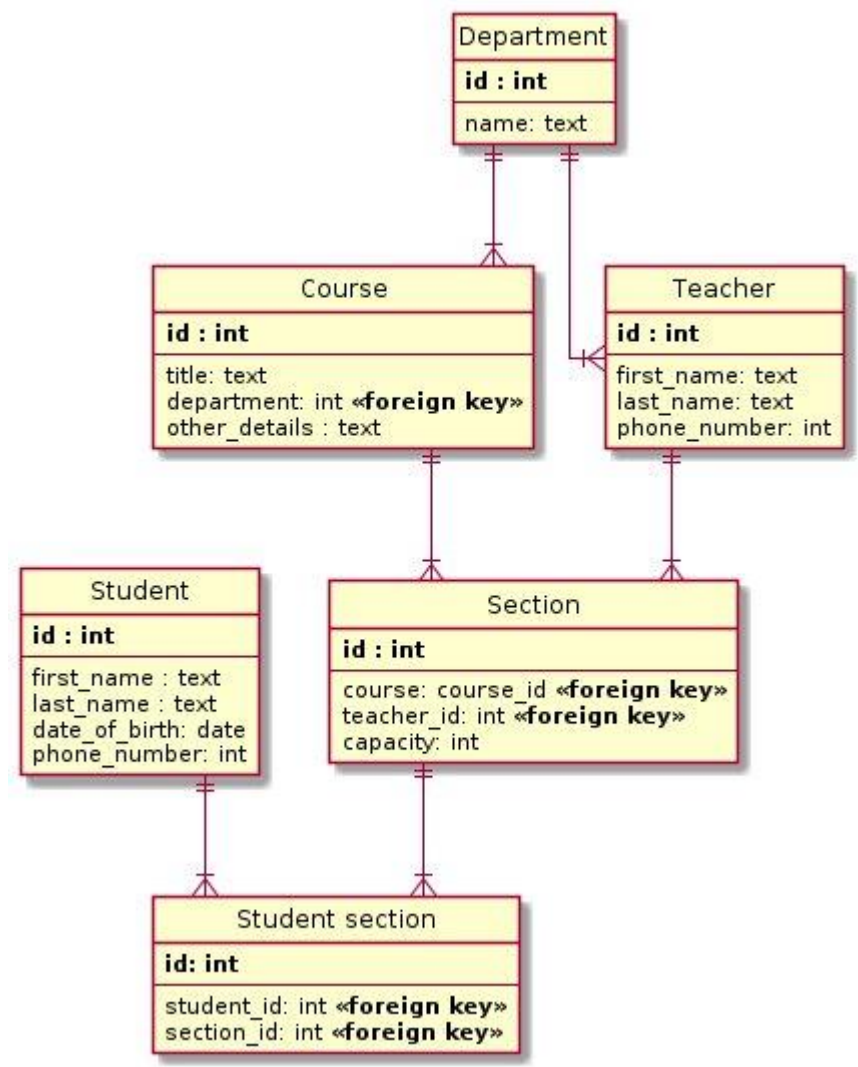 Department
id : int
name: text
Course
id : int
title: text
department: int «foreign key»
other_details : text
Teacher
id : int
first_name: text
last_name: text
phone_number: int
Student
id : int
first_name : text
last_name : text
date_of_birth: date
phone_number: int
Section
id : int
course: course_id «foreign key»
teacher_id: int «foreign key»
capacity: int
Student section
id: int
student_id: int «foreign key»
section_id: int «foreign key»